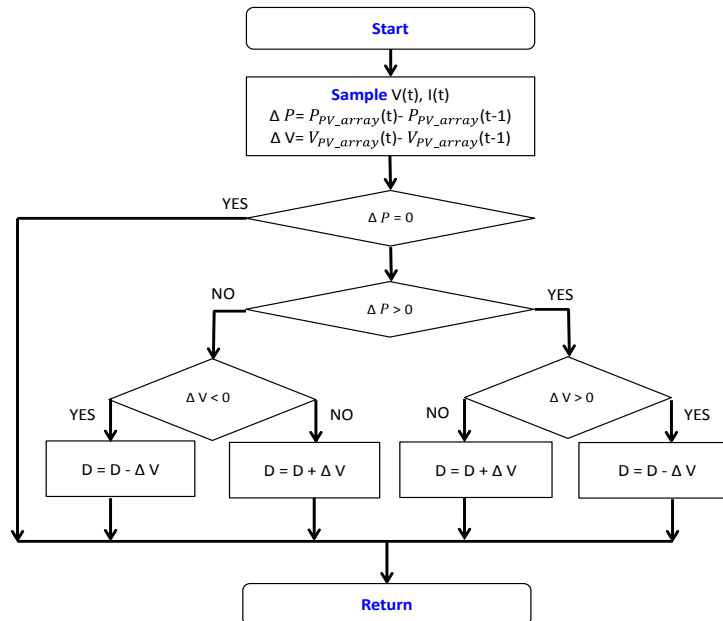 Start
Sample V(t), I(t)
Δ P= P_PV_array(t)- P_PV_array(t-1)
Δ V= V_PV_array(t)- V_PV_array(t-1)
YES
Δ P = 0
NO
Δ P > 0
YES
Δ V < 0
Δ V > 0
YES
NO
NO
YES
D = D - Δ V
D = D + Δ V
D = D + Δ V
D = D - Δ V
Return